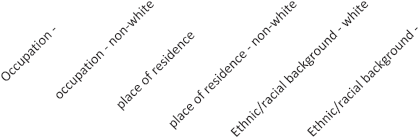 Occupation -
occupation - non-white
place of residence
place of residence - non-white
Ethnic/racial background - white
Ethnic/racial background -